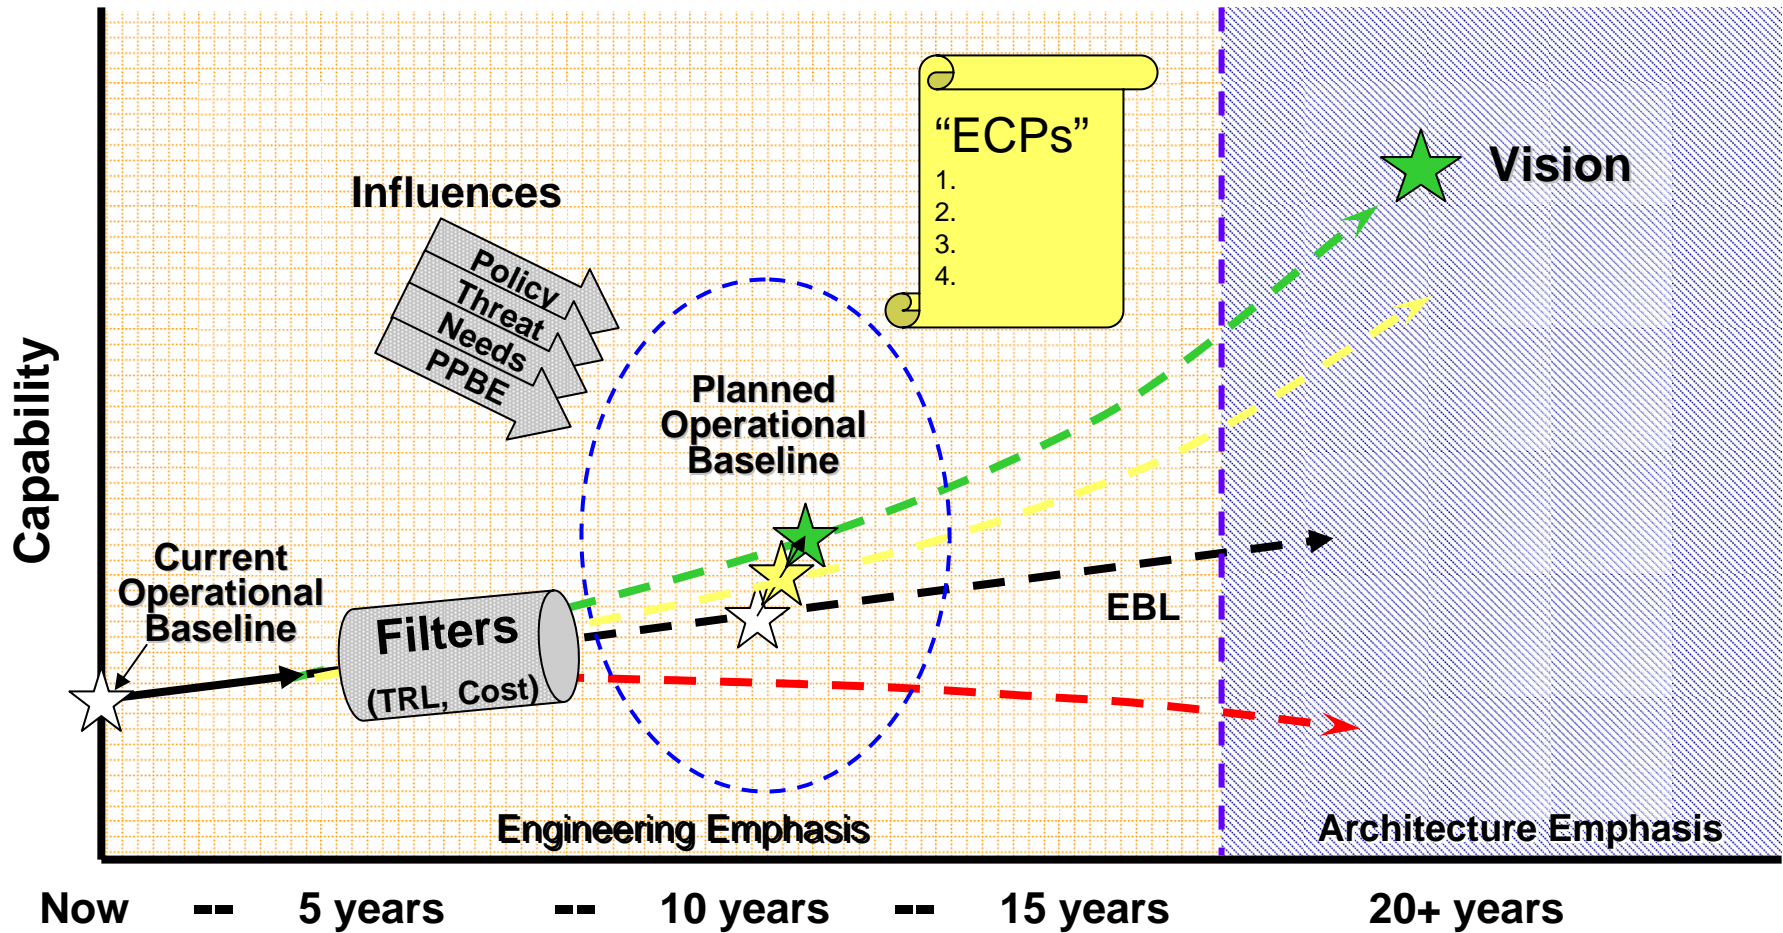 “ECPs”
1.
2.
3.
4.
Vision
Influences
Policy
Threat
Needs
PPBE
Capability
Planned
Operational
Baseline
Current
Operational
Baseline
Filters
(TRL, Cost)
EBL
Engineering Emphasis
Architecture Emphasis
Now -- 5 years -- 10 years -- 15 years 20+ years